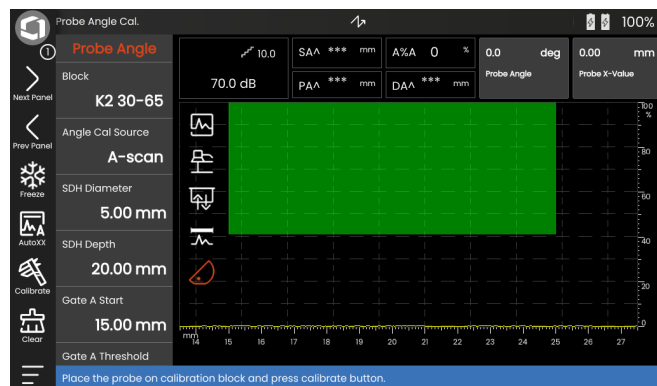 Probe Angle Cal.
100%
1
Probe Angle
10.0
70.0 dB
SA^ *** mm
A%A 0 %
PA^ *** mm
DA^ *** mm
0.0 deg
Probe Angle
0.00 mm
Probe X-Value
Next Panel
Prev Panel
Freeze
AutoXX
Calibrate
Clear
Block
K2 30-65
Angle Cal Source
A-scan
SDH Diameter
5.00 mm
SDH Depth
20.00 mm
Gate A Start
15.00 mm
Gate A Threshold
100
%
80
60
40
20
0
mm
14 15 16 17 18 19 20 21 22 23 24 25 26 27
Place the probe on calibration block and press calibrate button.